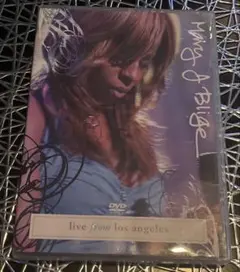 Mary J Blige
DVD
live from los angeles